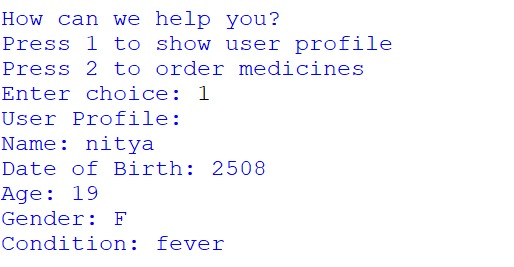 How can we help you?
Press 1 to show user profile
Press 2 to order medicines
Enter choice: 1
User Profile:
Name: nitya
Date of Birth: 2508
Age: 19
Gender: F
Condition: fever